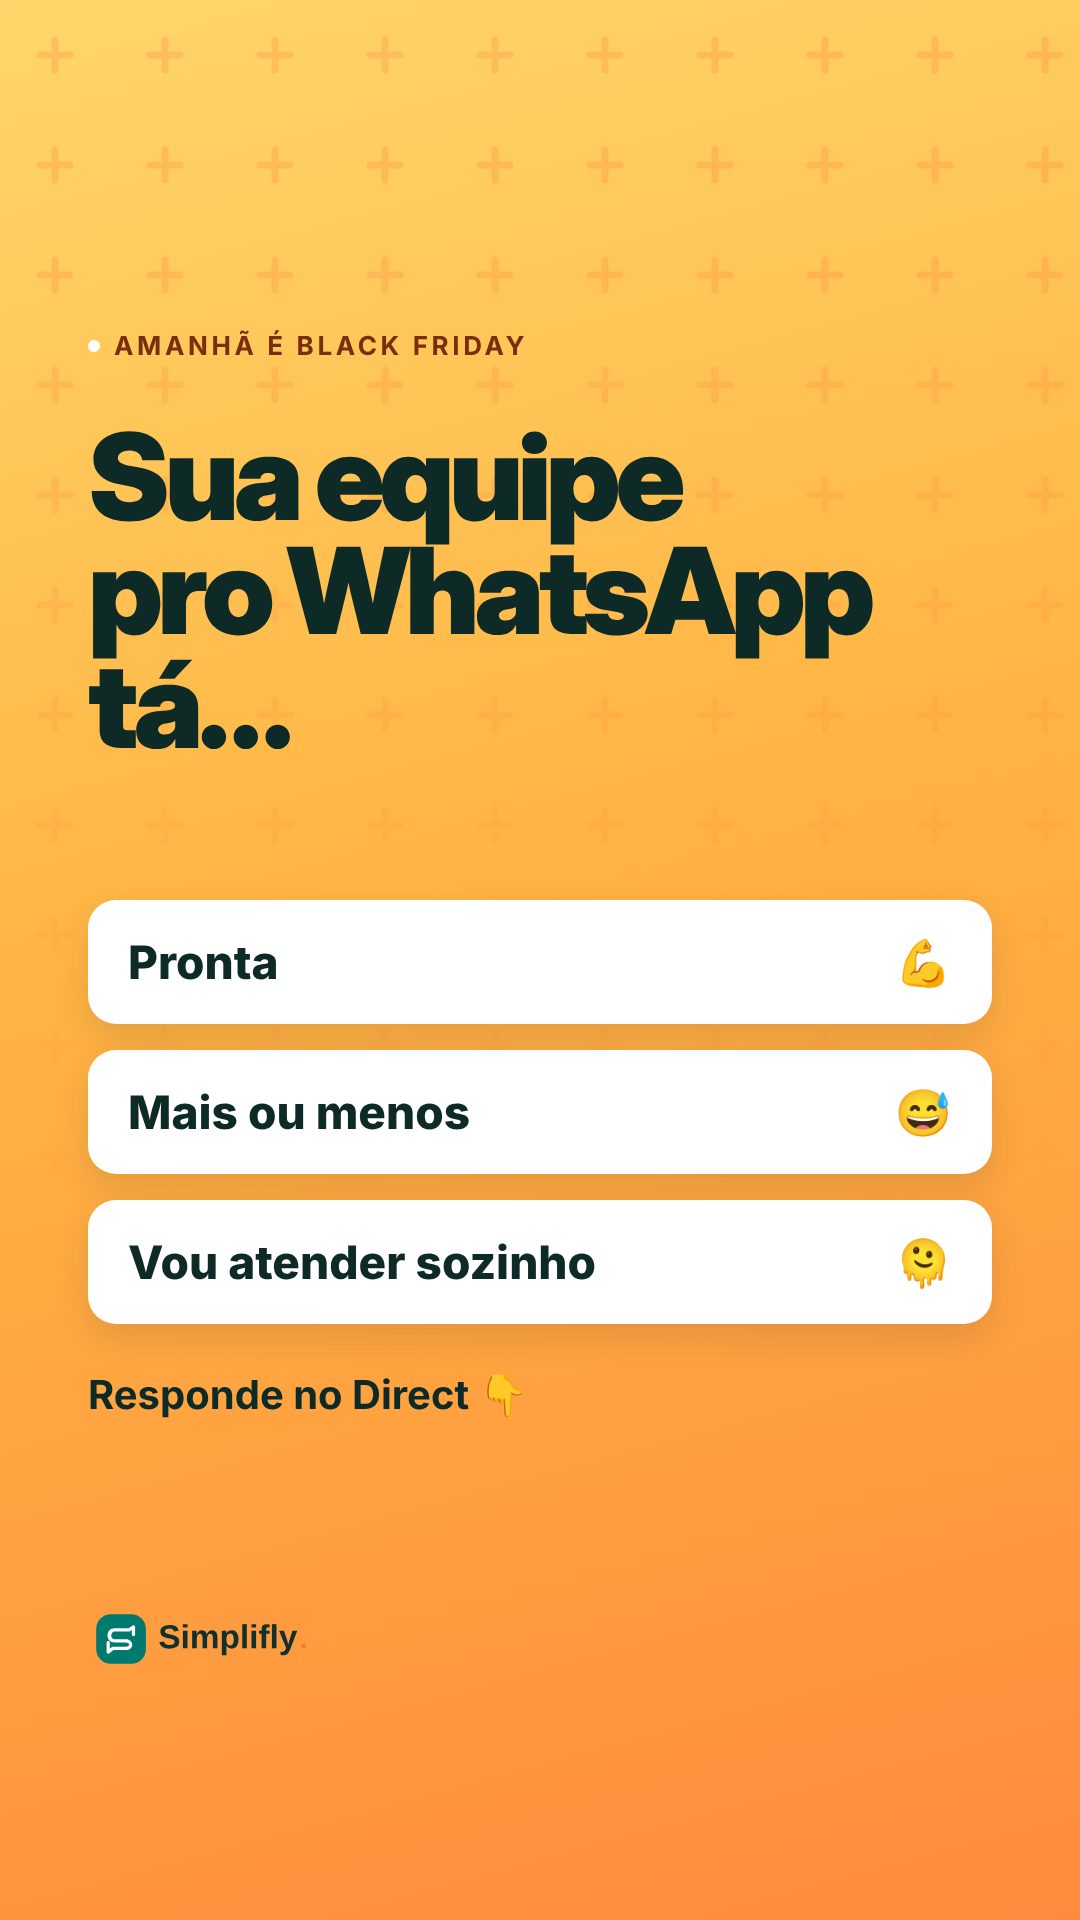 AMANHÃ É BLACK FRIDAY
Sua equipe
pro WhatsApp
tá...
Pronta 💪
Mais ou menos 😅
Vou atender sozinho 🫠
Responde no Direct 👇
Simplifly.